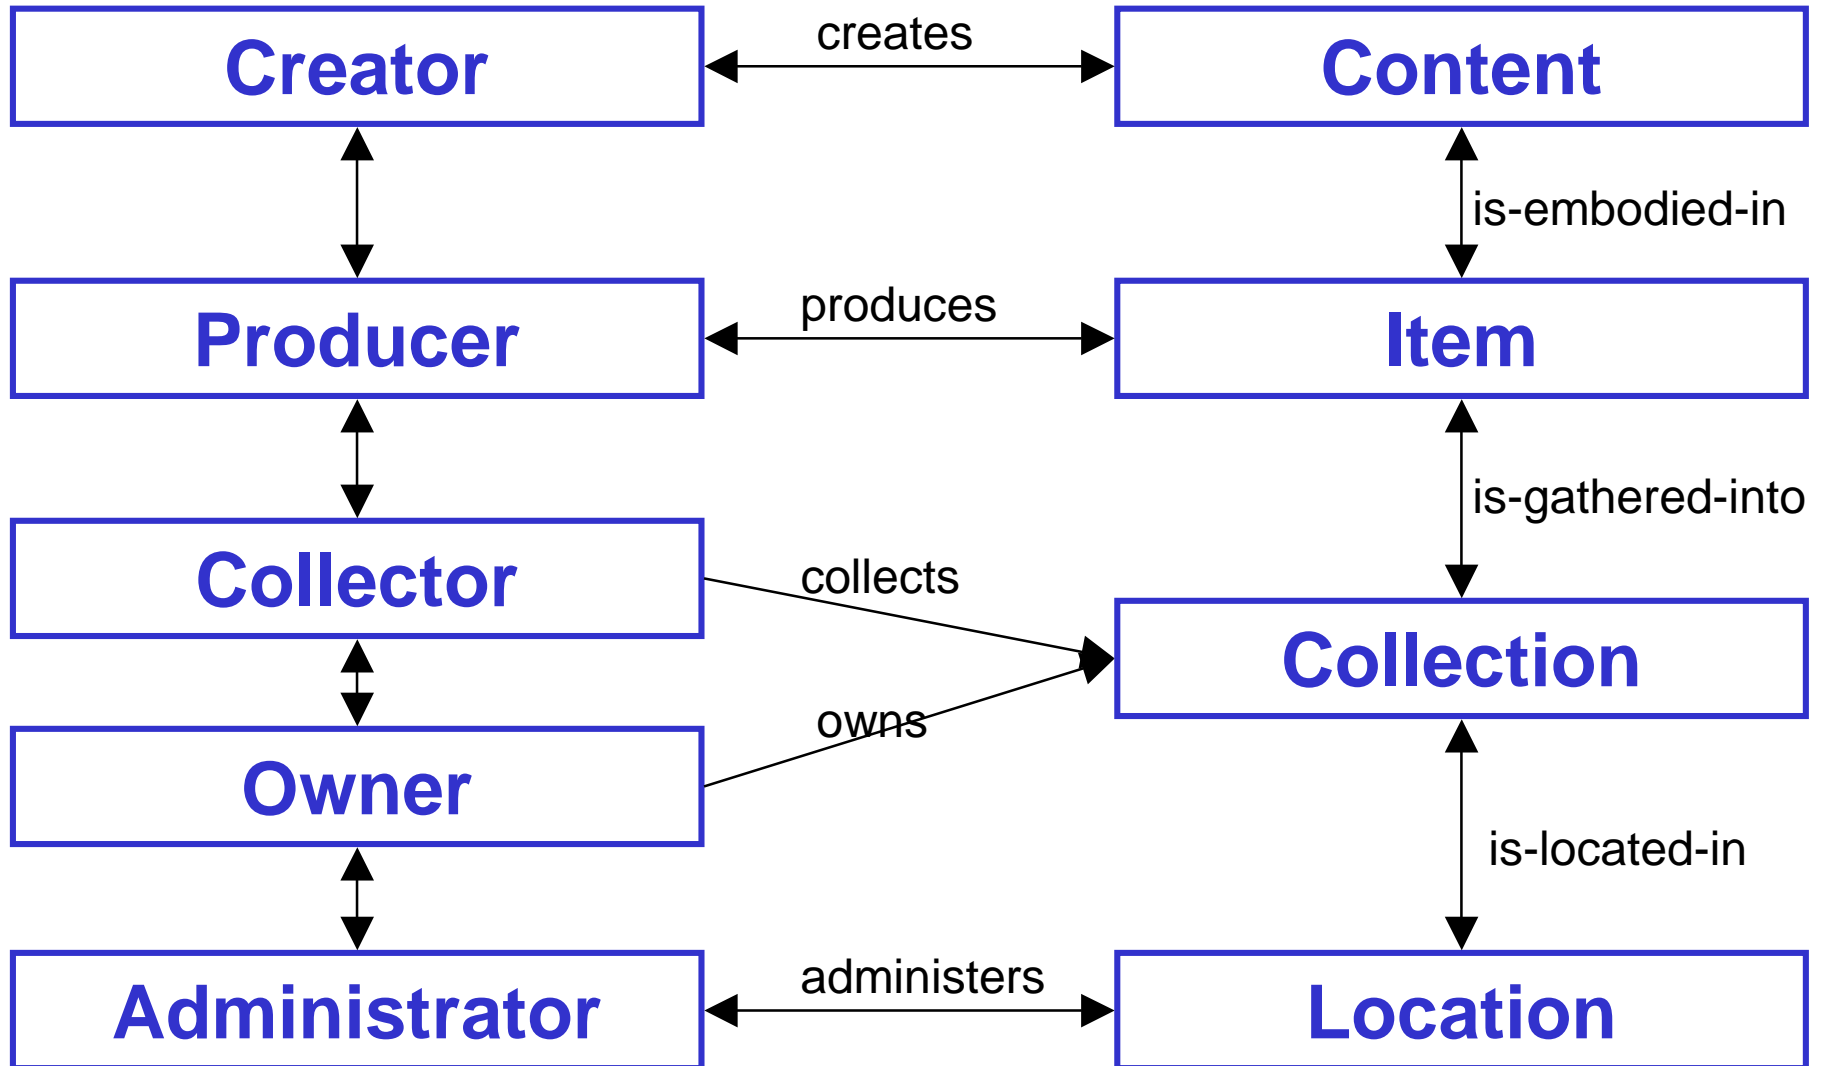 Creator
creates
Content
is-embodied-in
Producer
produces
Item
is-gathered-into
Collector
collects
Collection
owns
Owner
is-located-in
Administrator
administers
Location